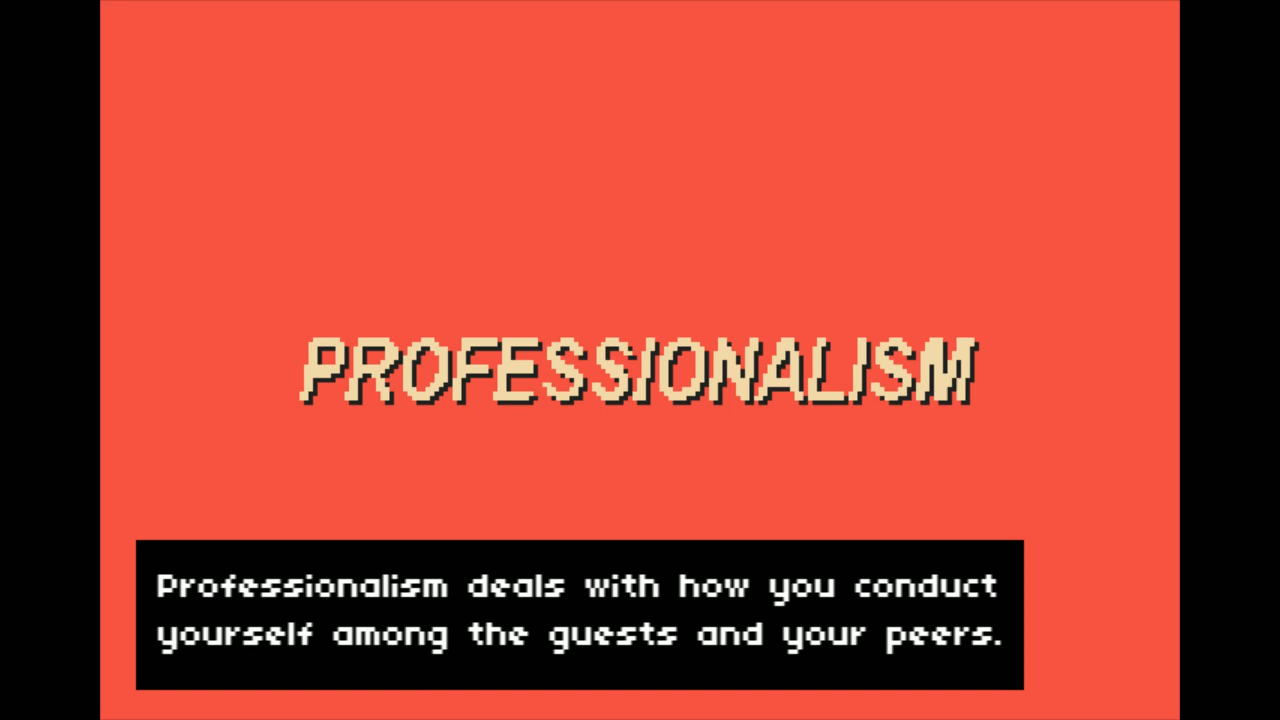 PROFESSIONALISM
Professionalism deals with how you conduct
yourself among the guests and your peers.